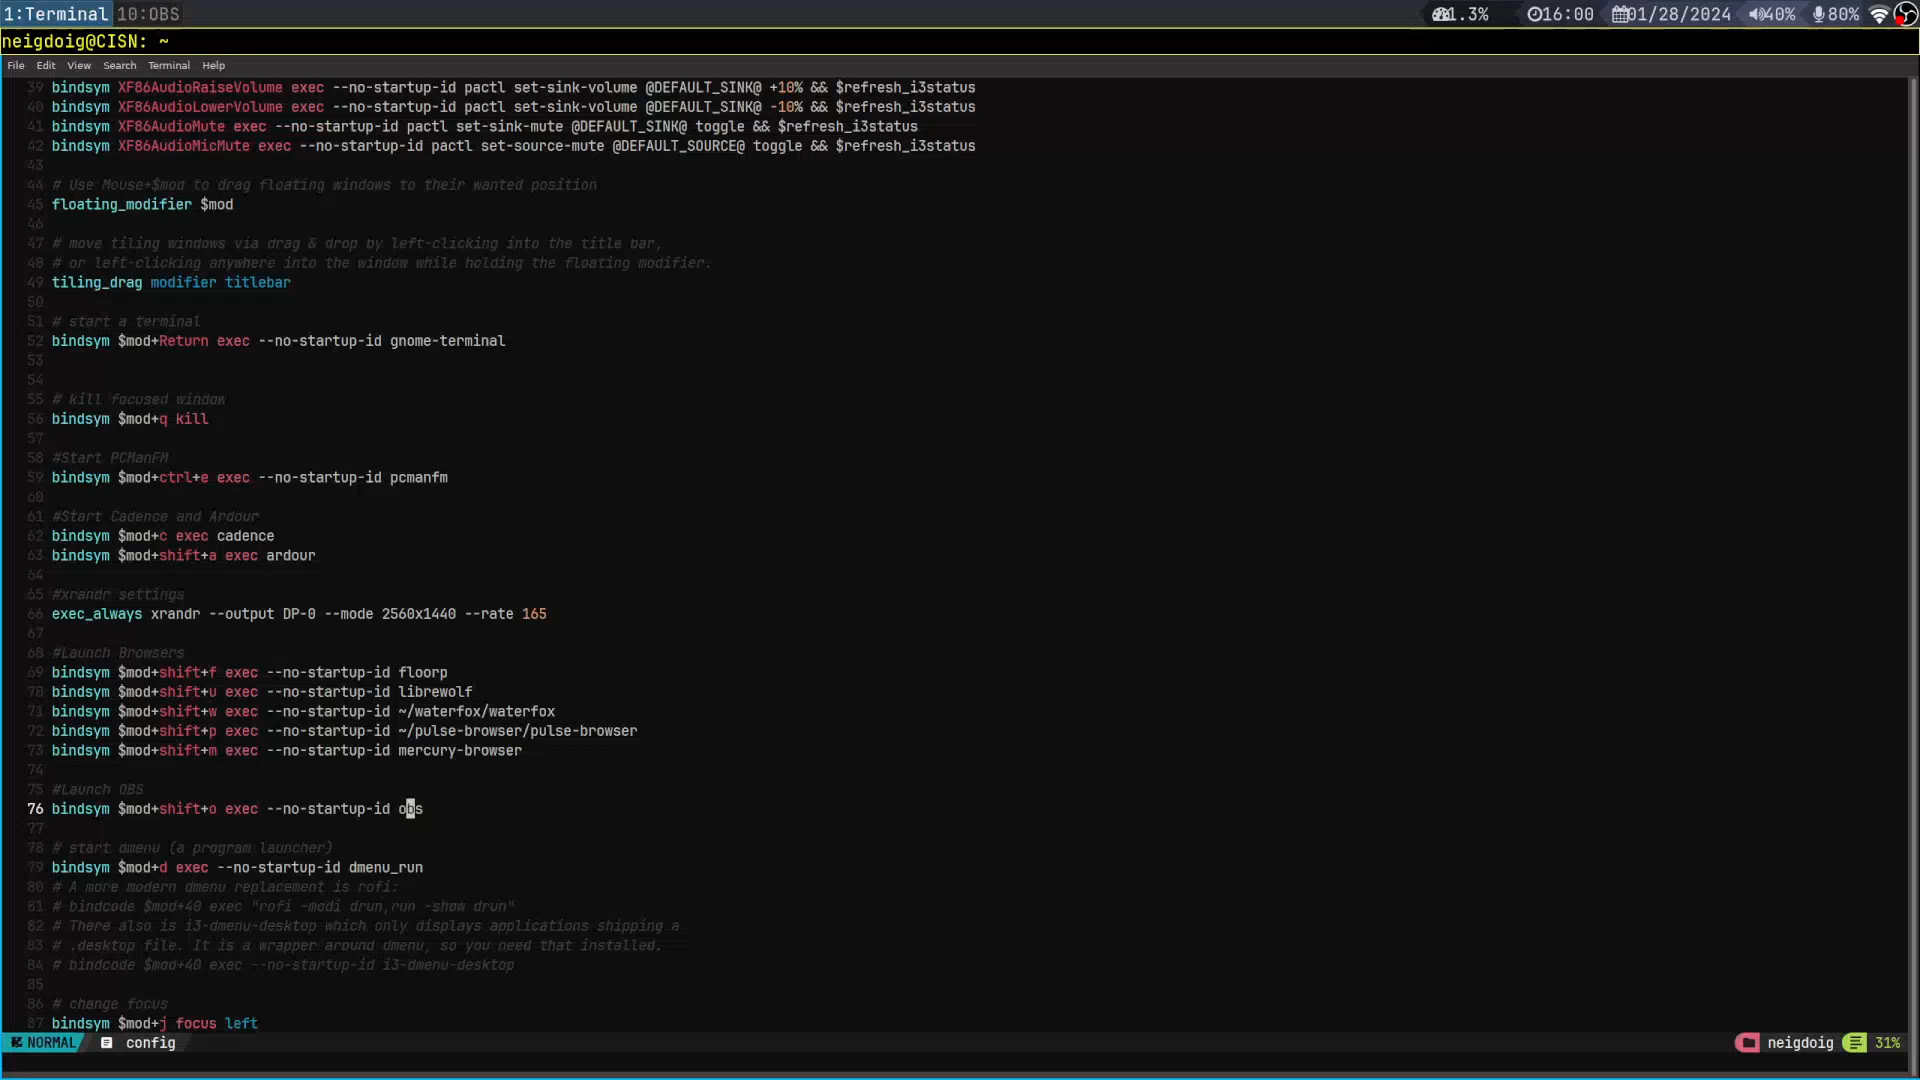 1:Terminal 10:OBS 1.3% 16:00 01/28/2024 40% 80%
neigdoig@CISN: ~
File Edit View Search Terminal Help
39 bindsym XF86AudioRaiseVolume exec --no-startup-id pactl set-sink-volume @DEFAULT_SINK@ +10% && $refresh_i3status
40 bindsym XF86AudioLowerVolume exec --no-startup-id pactl set-sink-volume @DEFAULT_SINK@ -10% && $refresh_i3status
41 bindsym XF86AudioMute exec --no-startup-id pactl set-sink-mute @DEFAULT_SINK@ toggle && $refresh_i3status
42 bindsym XF86AudioMicMute exec --no-startup-id pactl set-source-mute @DEFAULT_SOURCE@ toggle && $refresh_i3status
43
44 # Use Mouse+$mod to drag floating windows to their wanted position
45 floating_modifier $mod
46
47 # move tiling windows via drag & drop by left-clicking into the title bar,
48 # or left-clicking anywhere into the window while holding the floating modifier.
49 tiling_drag modifier titlebar
50
51 # start a terminal
52 bindsym $mod+Return exec --no-startup-id gnome-terminal
53
54
55 # kill focused window
56 bindsym $mod+q kill
57
58 #Start PCManFM
59 bindsym $mod+ctrl+e exec --no-startup-id pcmanfm
60
61 #Start Cadence and Ardour
62 bindsym $mod+c exec cadence
63 bindsym $mod+shift+a exec ardour
64
65 #xrandr settings
66 exec_always xrandr --output DP-0 --mode 2560x1440 --rate 165
67
68 #Launch Browsers
69 bindsym $mod+shift+f exec --no-startup-id floorp
70 bindsym $mod+shift+u exec --no-startup-id librewolf
71 bindsym $mod+shift+w exec --no-startup-id ~/waterfox/waterfox
72 bindsym $mod+shift+p exec --no-startup-id ~/pulse-browser/pulse-browser
73 bindsym $mod+shift+m exec --no-startup-id mercury-browser
74
75 #Launch OBS
76 bindsym $mod+shift+o exec --no-startup-id obs
77
78 # start dmenu (a program launcher)
79 bindsym $mod+d exec --no-startup-id dmenu_run
80 # A more modern dmenu replacement is rofi:
81 # bindcode $mod+40 exec "rofi -modi drun,run -show drun"
82 # There also is i3-dmenu-desktop which only displays applications shipping a
83 # .desktop file. It is a wrapper around dmenu, so you need that installed.
84 # bindcode $mod+40 exec --no-startup-id i3-dmenu-desktop
85
86 # change focus
87 bindsym $mod+j focus left
NORMAL config neigdoig 31%